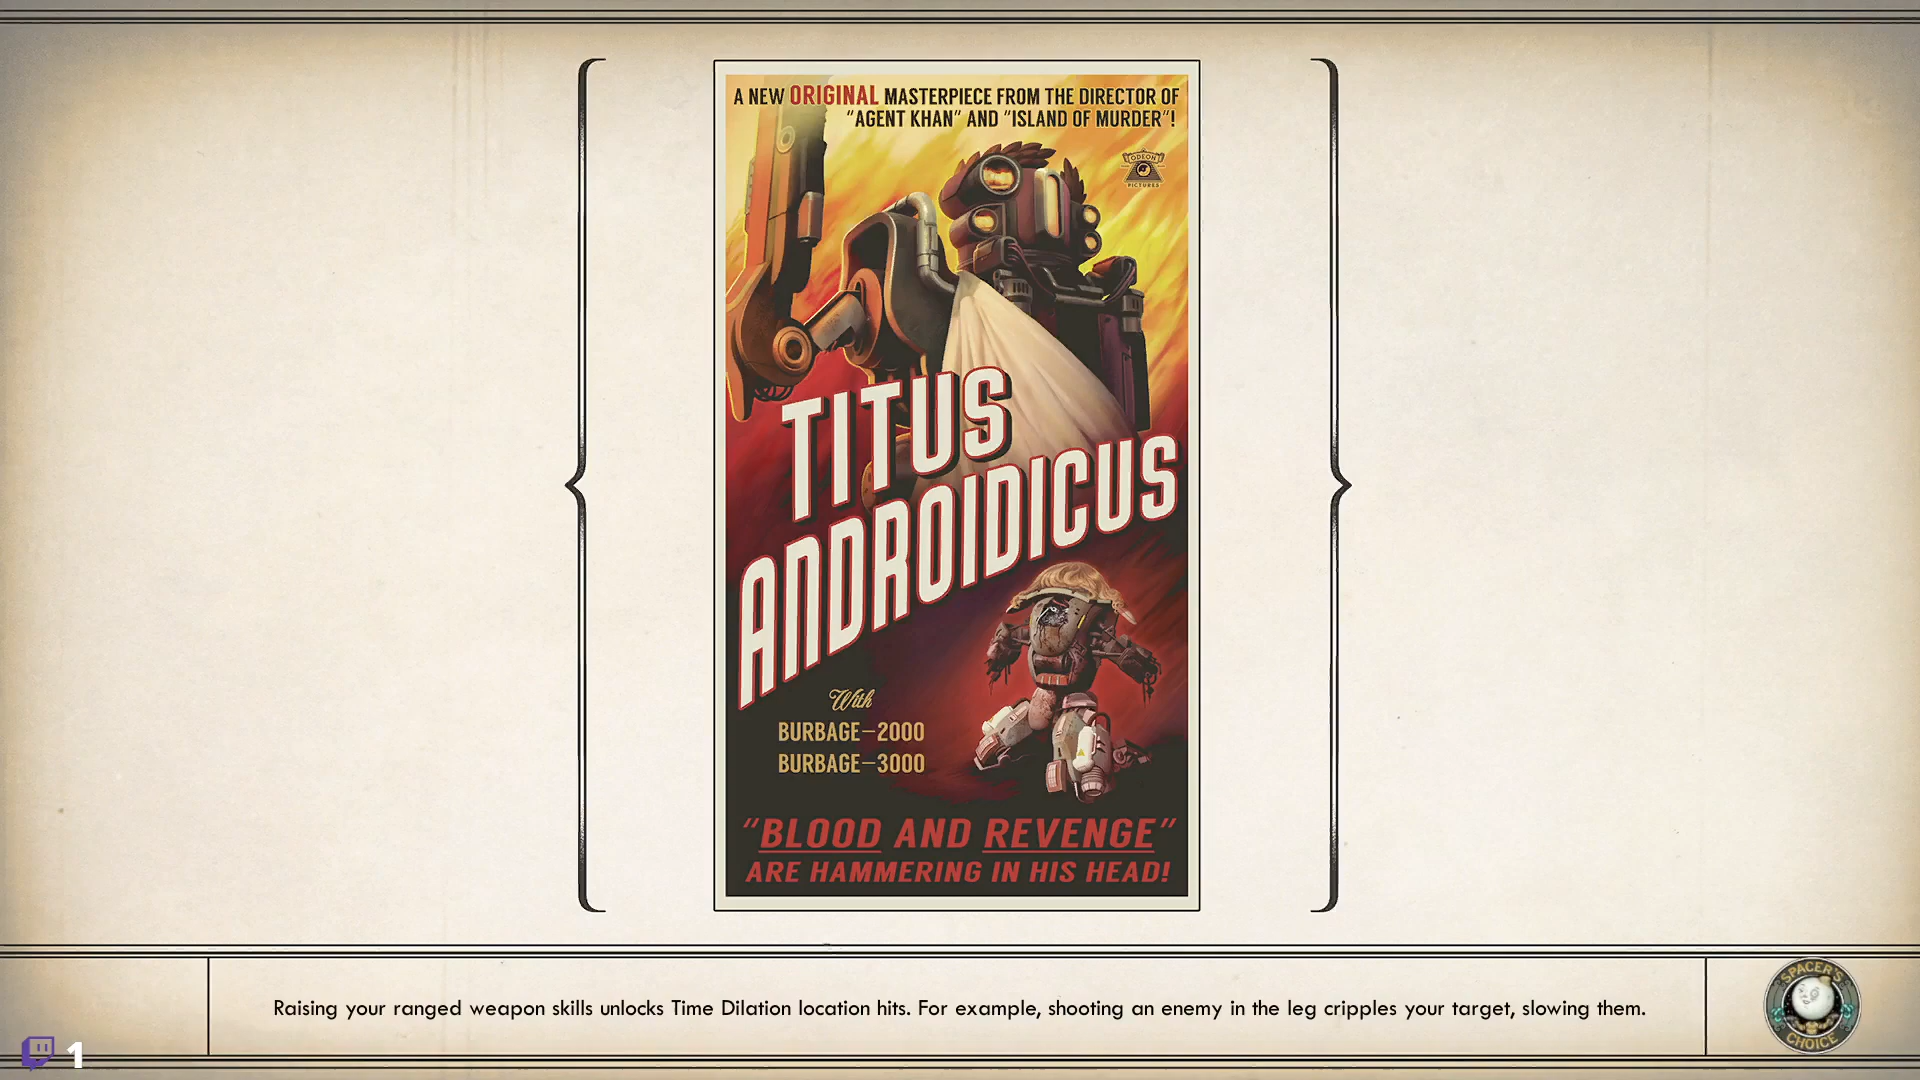 A NEW ORIGINAL MASTERPIECE FROM THE DIRECTOR OF
"AGENT KHAN" AND "ISLAND OF MURDER"!
ODEON
PICTURES
TITUS
ANDROIDICUS
With
BURBAGE–2000
BURBAGE–3000
"BLOOD AND REVENGE"
ARE HAMMERING IN HIS HEAD!
Raising your ranged weapon skills unlocks Time Dilation location hits. For example, shooting an enemy in the leg cripples your target, slowing them.
SPACER'S
CHOICE
1